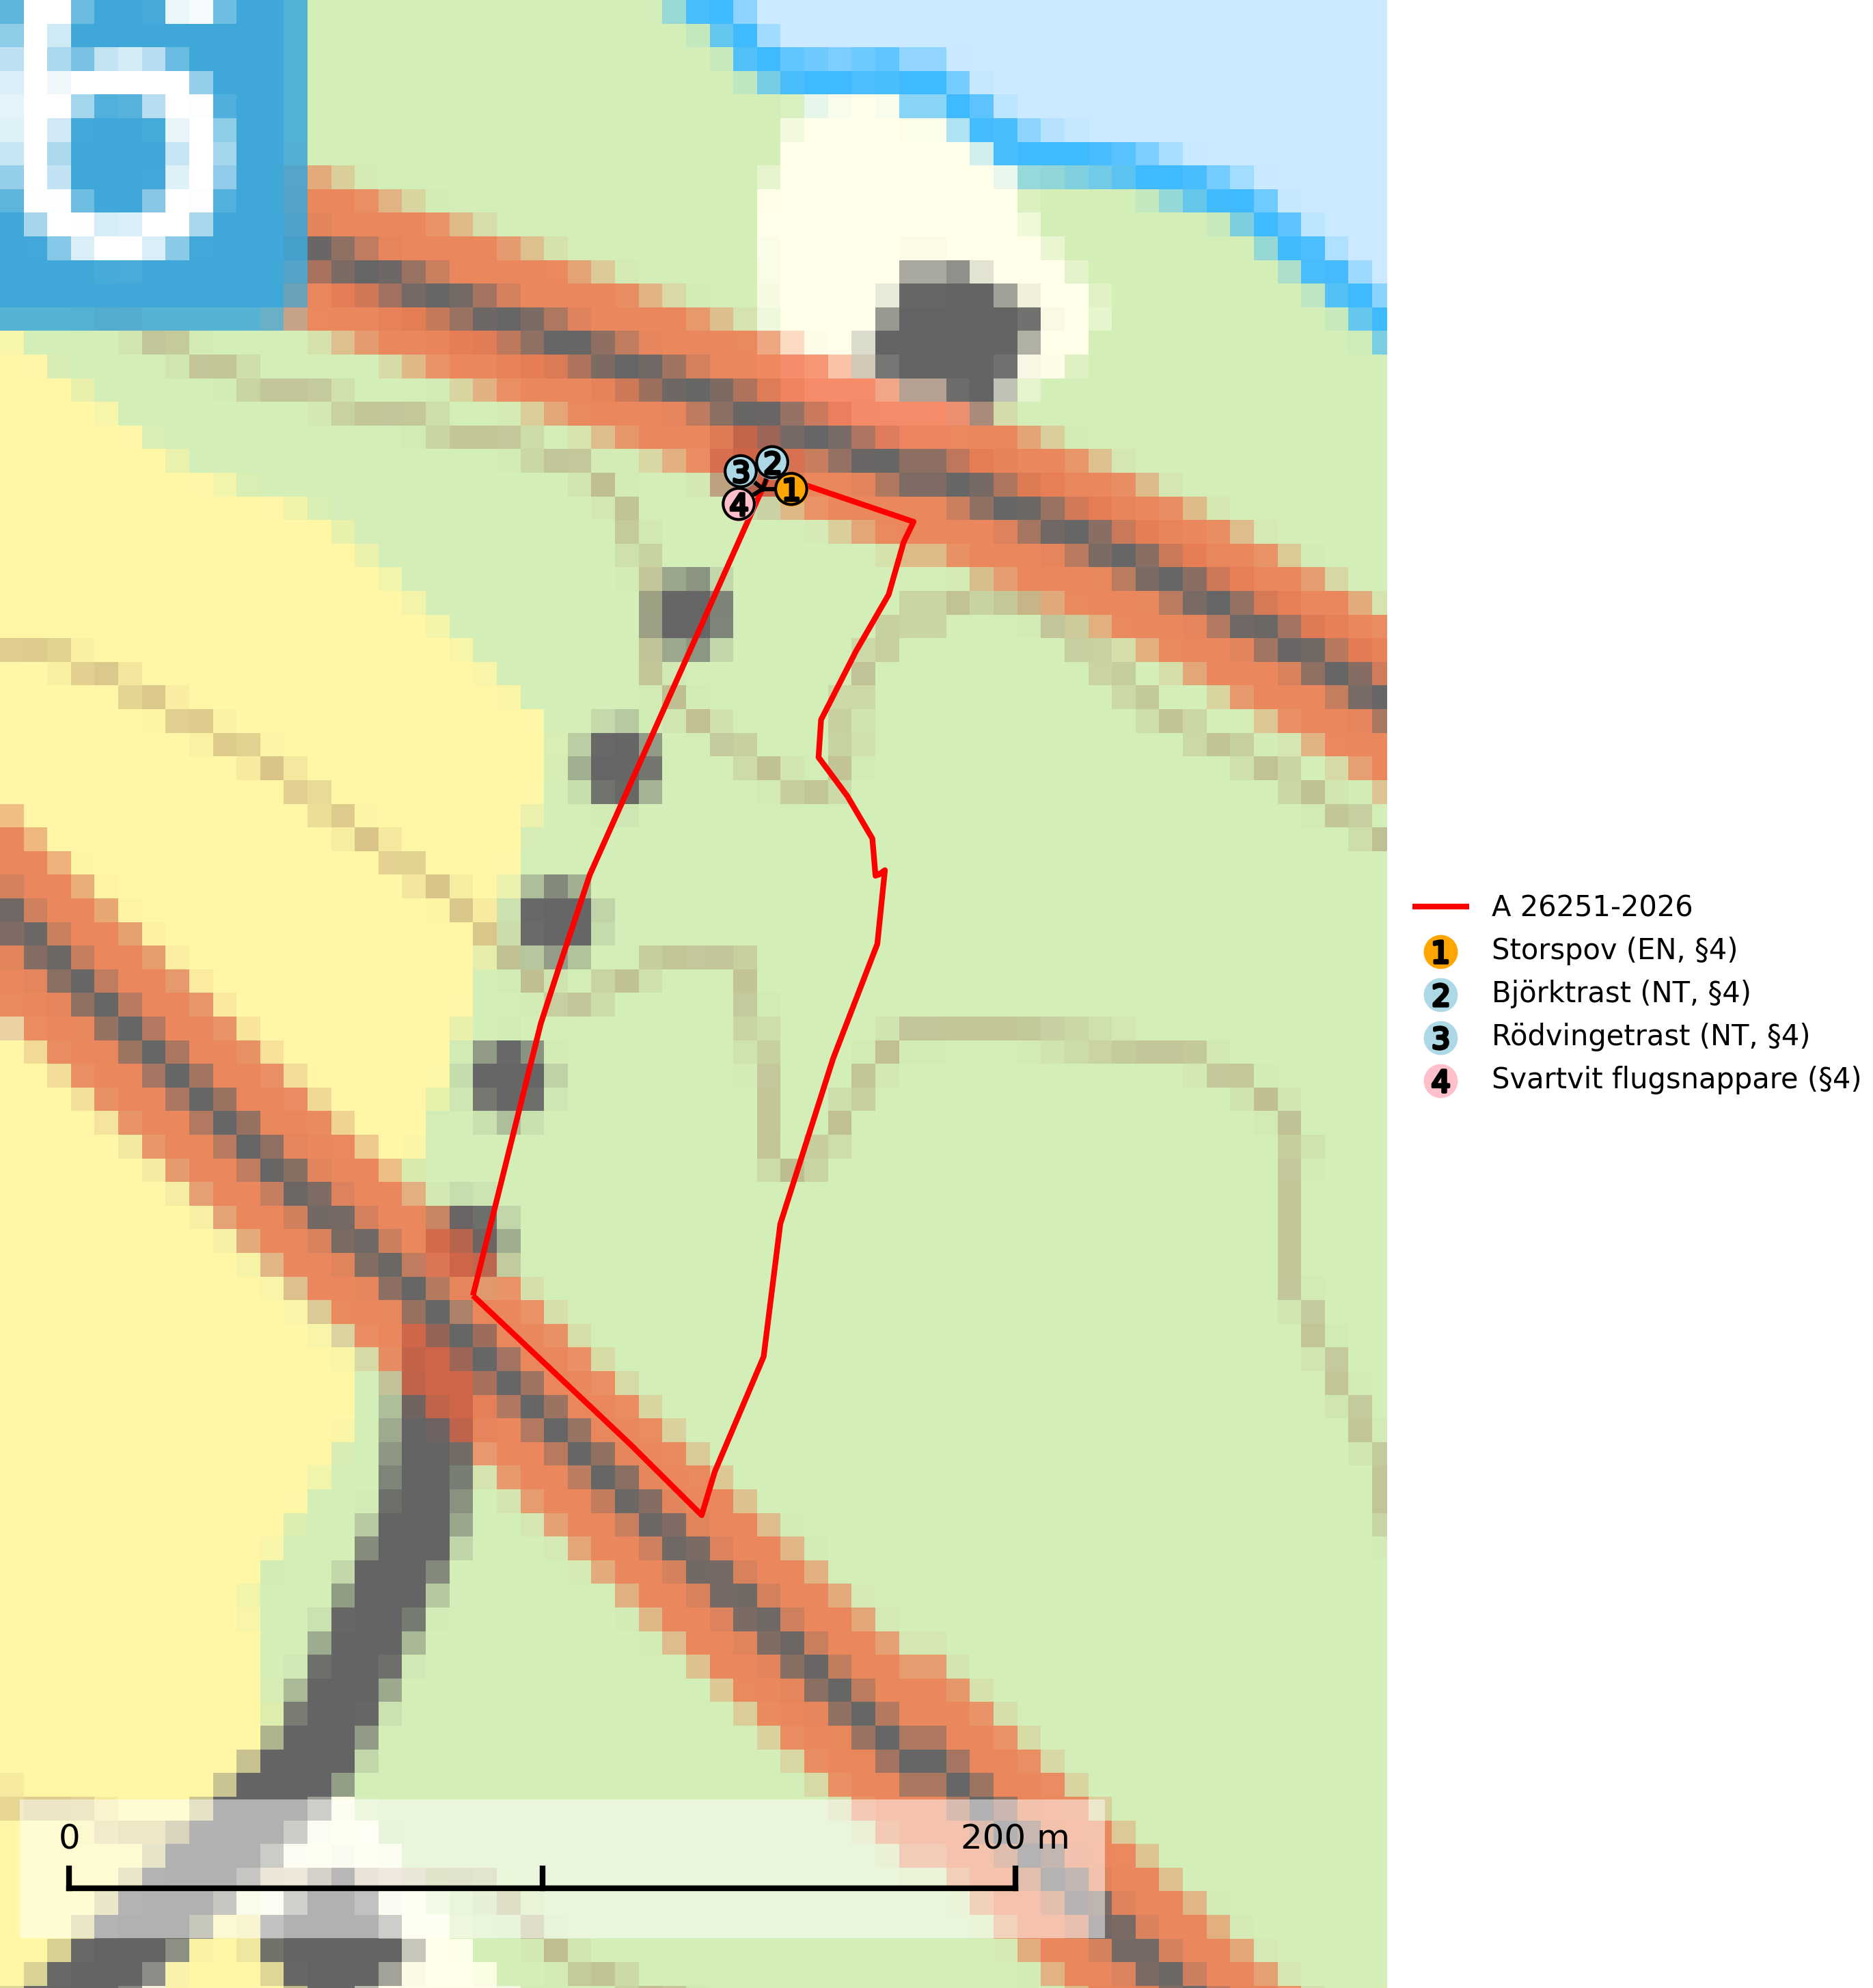 2
3
1
4
A 26251-2026
1 Storspov (EN, §4)
2 Björktrast (NT, §4)
3 Rödvingetrast (NT, §4)
4 Svartvit flugsnappare (§4)
0 200 m